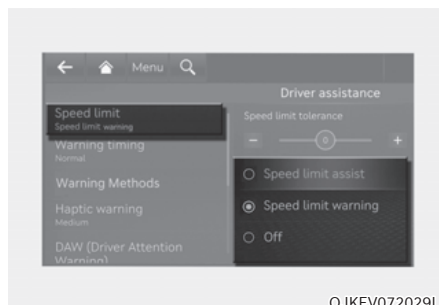 Menu
Driver assistance
Speed limit
Speed limit warning
Warning timing
Normal
Warning Methods
Haptic warning
Medium
DAW (Driver Attention
Warning)
Speed limit tolerance
− 0 +
Speed limit assist
Speed limit warning
Off
OJKEV072029L